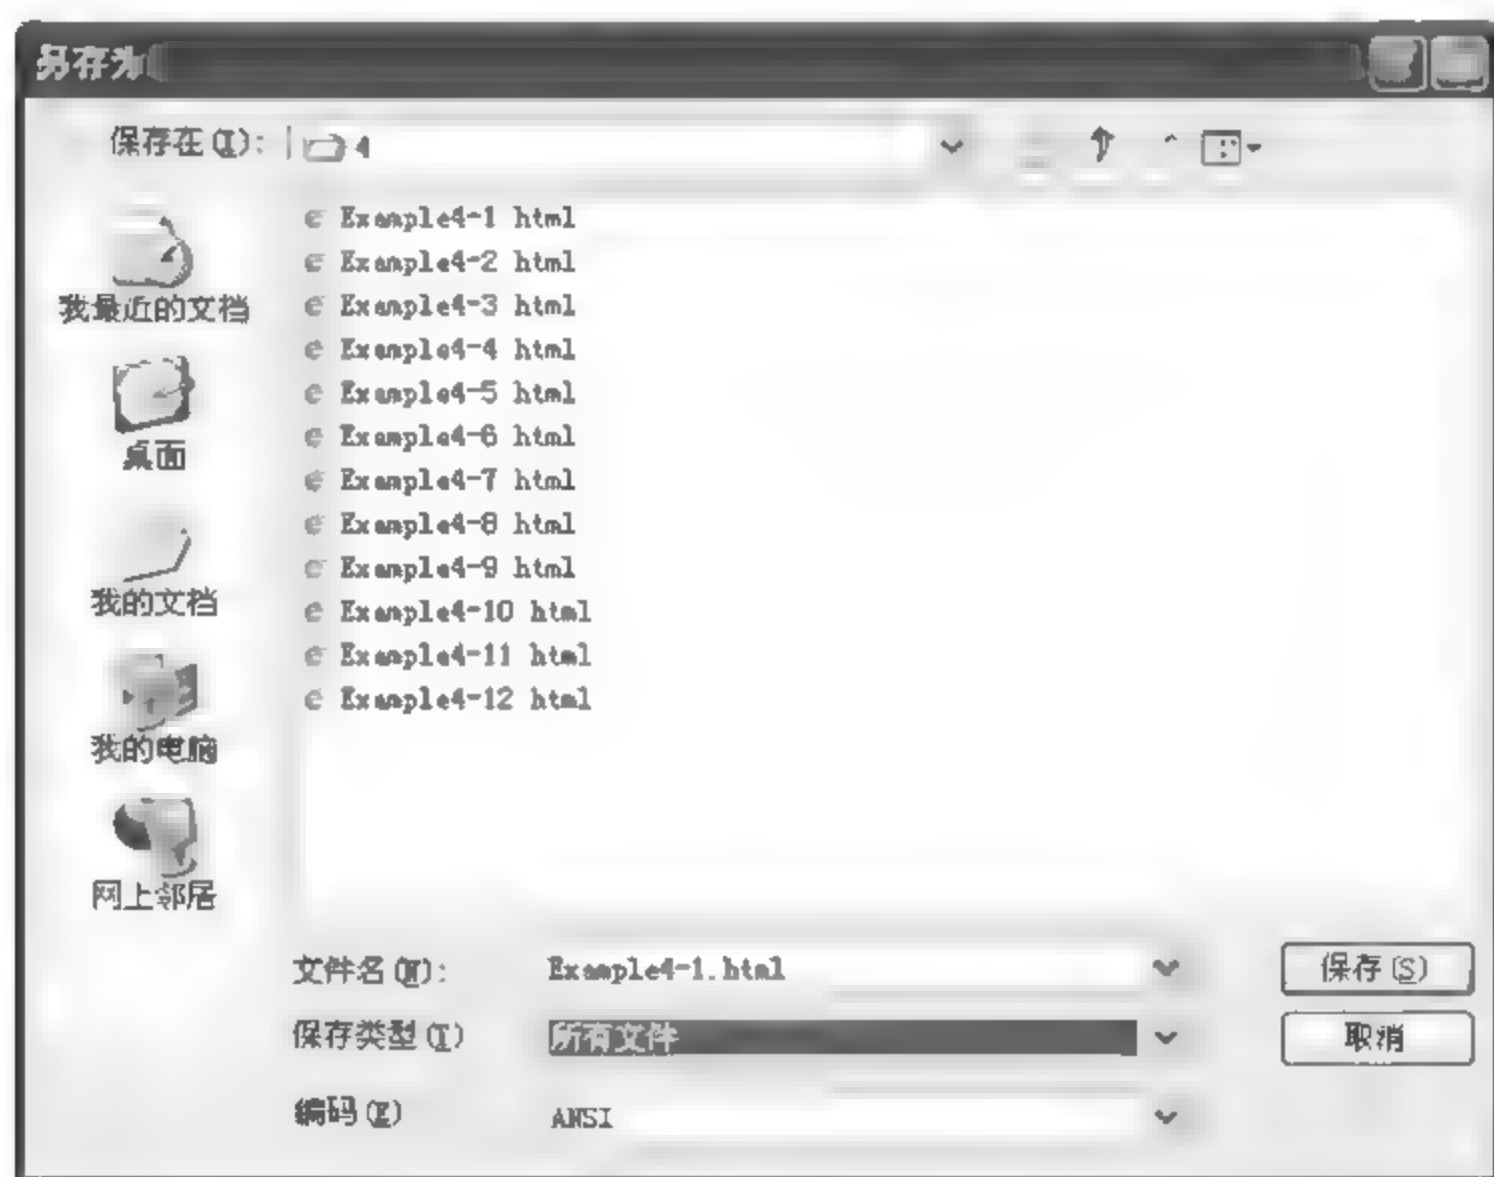 另存为
保存在(I): 4
我最近的文档
桌面
我的文档
我的电脑
网上邻居
Example4-1 html
Example4-2 html
Example4-3 html
Example4-4 html
Example4-5 html
Example4-6 html
Example4-7 html
Example4-8 html
Example4-9 html
Example4-10 html
Example4-11 html
Example4-12 html
文件名(N): Example4-1.html 保存(S)
保存类型(T) 所有文件 取消
编码(E) ANSI